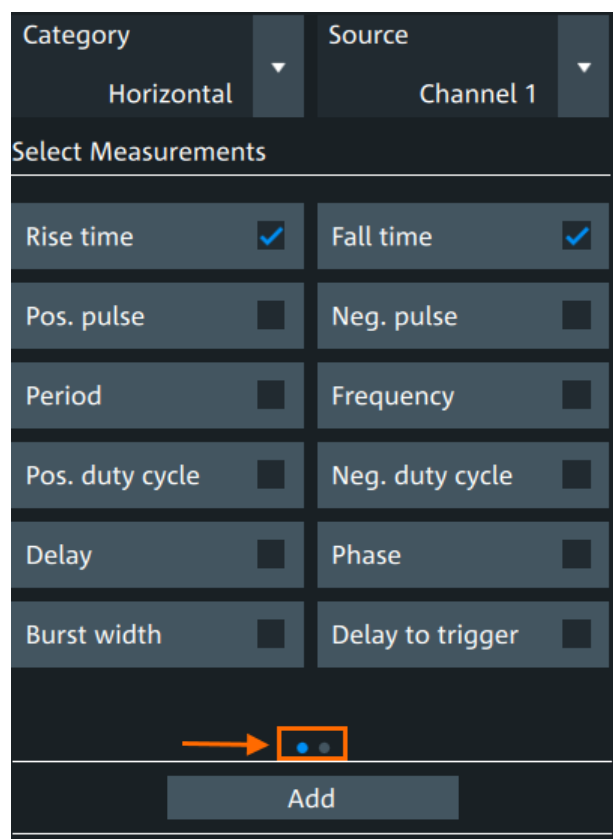 Category Source
Horizontal Channel 1
Select Measurements
Rise time Fall time
Pos. pulse Neg. pulse
Period Frequency
Pos. duty cycle Neg. duty cycle
Delay Phase
Burst width Delay to trigger
Add